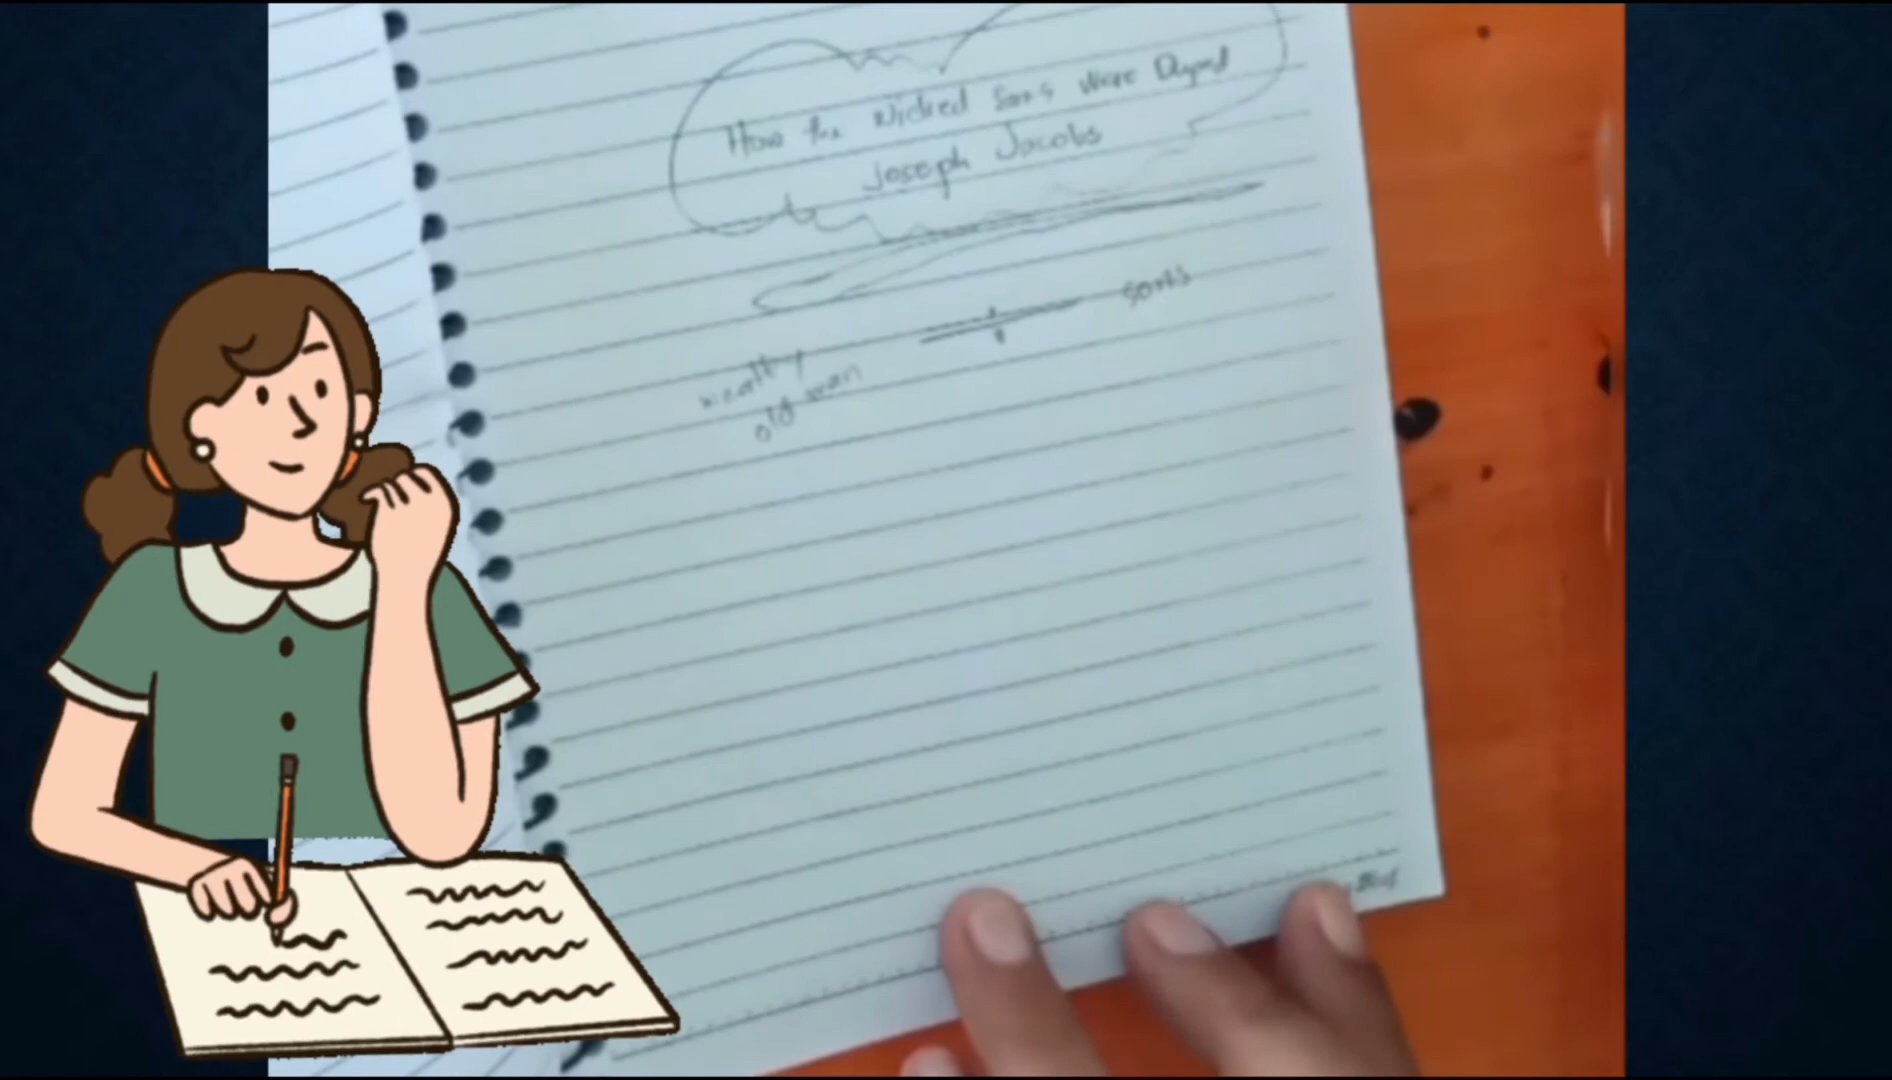 How the Wicked Sons Were Duped
Joseph Jacobs
sons
wealthy
old man